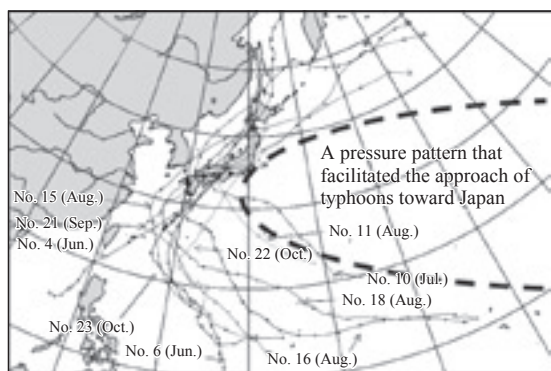 A pressure pattern that
facilitated the approach of
typhoons toward Japan
No. 15 (Aug.)
No. 21 (Sep.)
No. 4 (Jun.)
No. 11 (Aug.)
No. 22 (Oct.)
No. 10 (Jul.)
No. 18 (Aug.)
No. 23 (Oct.)
No. 6 (Jun.)
No. 16 (Aug.)